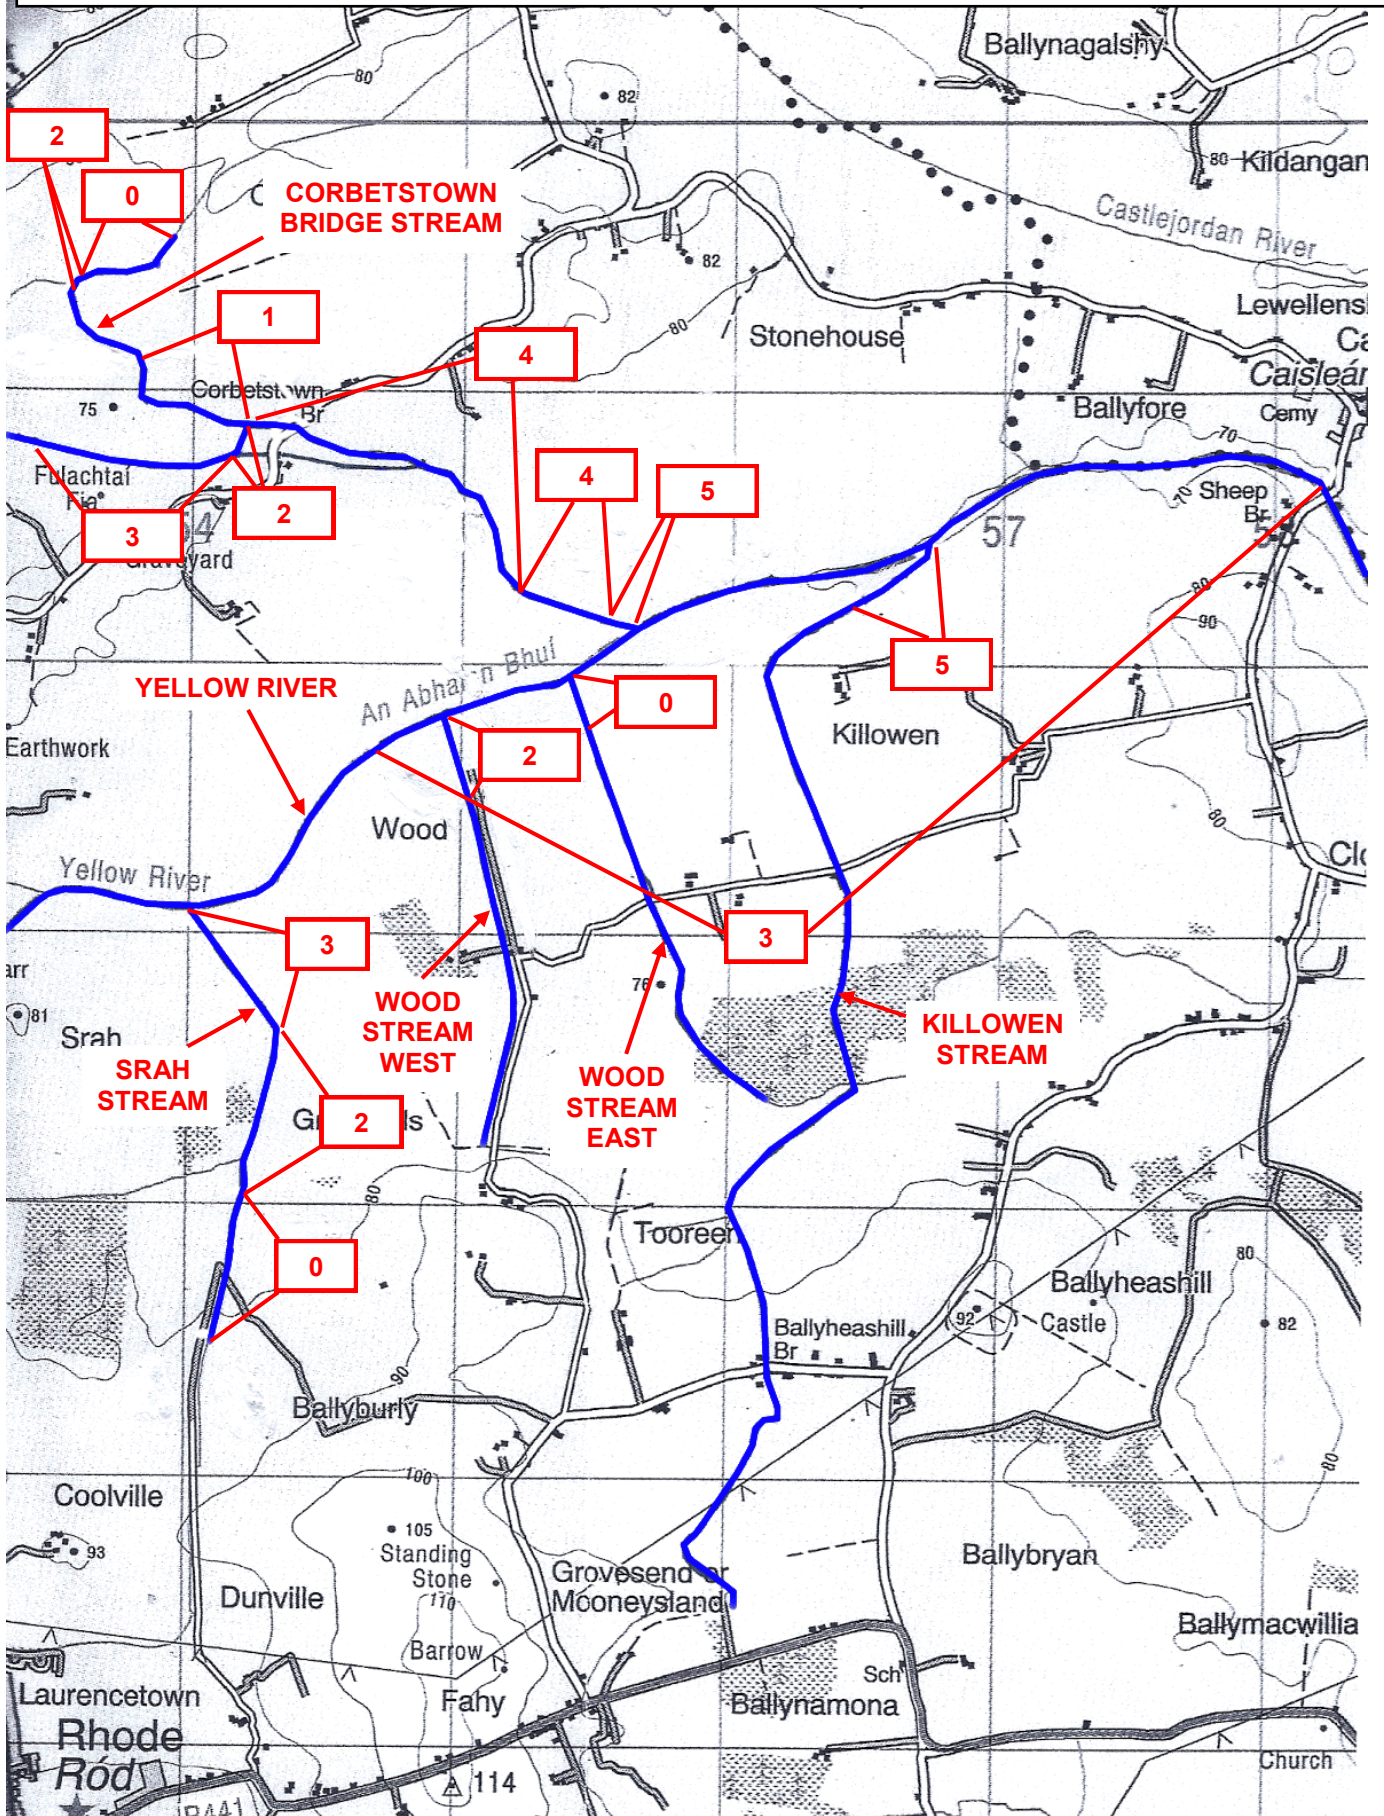 Ballynagalshy
80
82
2
80
Kildangan
0
CORBETSTOWN
BRIDGE STREAM
Castlejordan River
82
1
Stonehouse
80
4
75
Br
Ballyfore
Caisleár
Cemy
70
Fulachtaí
Fia
3
2
4
5
70
Sheep
Br
57
80
90
5
An
Bhuí
YELLOW RIVER
0
Killowen
Earthwork
2
80
Wood
Yellow River
3
3
76
81
Srah
WOOD
STREAM
WEST
KILLOWEN
STREAM
SRAH
STREAM
WOOD
STREAM
EAST
2
80
Tooreen
80
0
Ballyheashill
92
Castle
82
Ballyheashill
Br
90
Ballyburly
80
100
Coolville
105
Standing
Stone
110
93
Grovesend or
Mooneysland
Ballybryan
Dunville
Ballymacwillia
Barrow
Sch
Laurencetown
Fahy
Ballynamona
Rhode
Ród
114
Church
R441